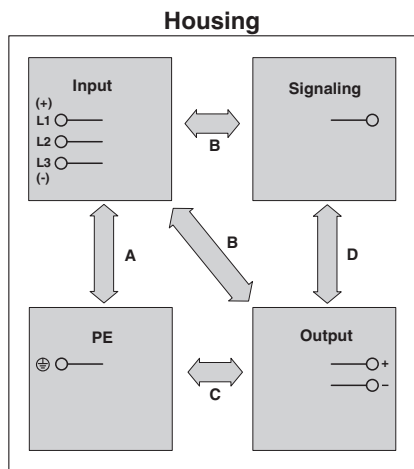 Housing
Input
(+)
L1
L2
L3
(-)
Signaling
B
A
B
D
PE
Output
+
–
C